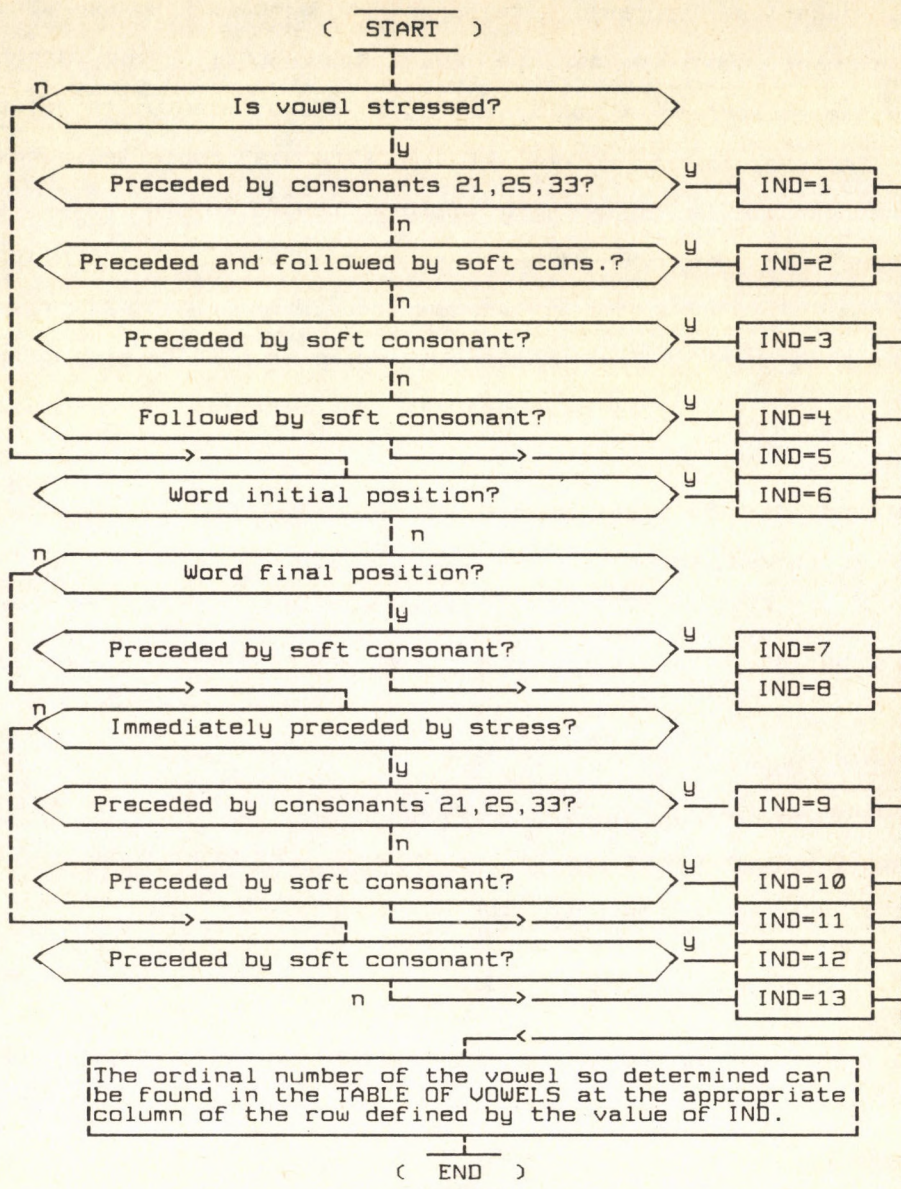 ( START )
n
Is vowel stressed?
y
Preceded by consonants 21,25,33? y IND=1
n
Preceded and followed by soft cons.? y IND=2
n
Preceded by soft consonant? y IND=3
n
Followed by soft consonant? y IND=4
> > IND=5
Word initial position? y IND=6
n
n
Word final position?
y
Preceded by soft consonant? y IND=7
> > IND=8
n
Immediately preceded by stress?
y
Preceded by consonants 21,25,33? y IND=9
n
Preceded by soft consonant? y IND=10
> > IND=11
Preceded by soft consonant? y IND=12
n > IND=13
<
The ordinal number of the vowel so determined can
be found in the TABLE OF VOWELS at the appropriate
column of the row defined by the value of IND.
( END )